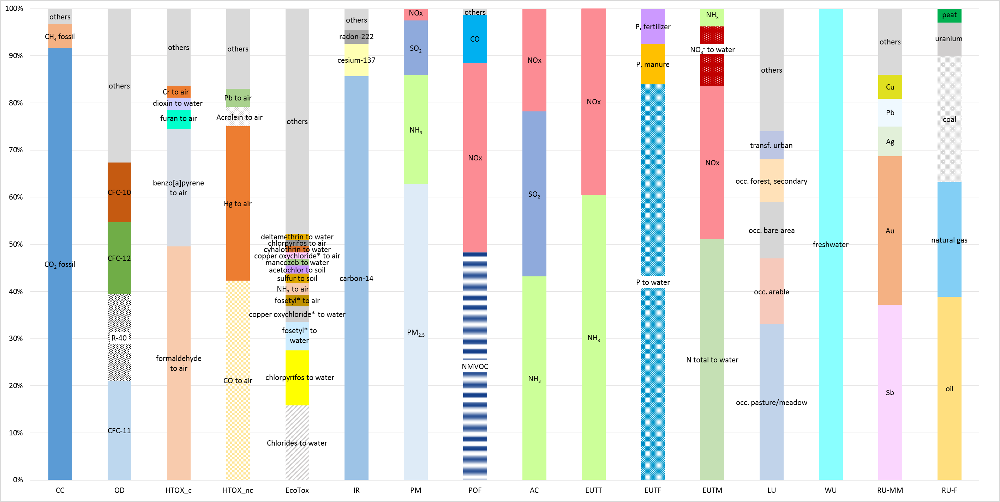 100%
90%
80%
70%
60%
50%
40%
30%
20%
10%
0%
others
CH₄ fossil
CO₂ fossil
CC
others
CFC-10
CFC-12
R-40
CFC-11
OD
others
Cr to air
dioxin to water
furan to air
benzo[a]pyrene
to air
formaldehyde
to air
HTOX_c
others
Pb to air
Acrolein to air
Hg to air
CO to air
HTOX_nc
others
deltamethrin to water
chlorpyrifos to air
cyhalothrin to water
copper oxychloride* to air
mancozeb to water
acetochlor to soil
sulfur to soil
NH₃ to air
fosetyl* to air
copper oxychloride* to water
fosetyl* to
water
chlorpyrifos to water
Chlorides to water
EcoTox
others
radon-222
cesium-137
carbon-14
IR
NOx
SO₂
NH₃
PM₂.₅
PM
others
CO
NOx
NMVOC
POF
NOx
SO₂
NH₃
AC
NOx
NH₃
EUTT
P, fertilizer
P, manure
P to water
EUTF
NH₃
NO₃⁻ to water
NOx
N total to water
EUTM
others
transf. urban
occ. forest, secondary
occ. bare area
occ. arable
occ. pasture/meadow
LU
freshwater
WU
others
Cu
Pb
Ag
Au
Sb
RU-MM
peat
uranium
coal
natural gas
oil
RU-F